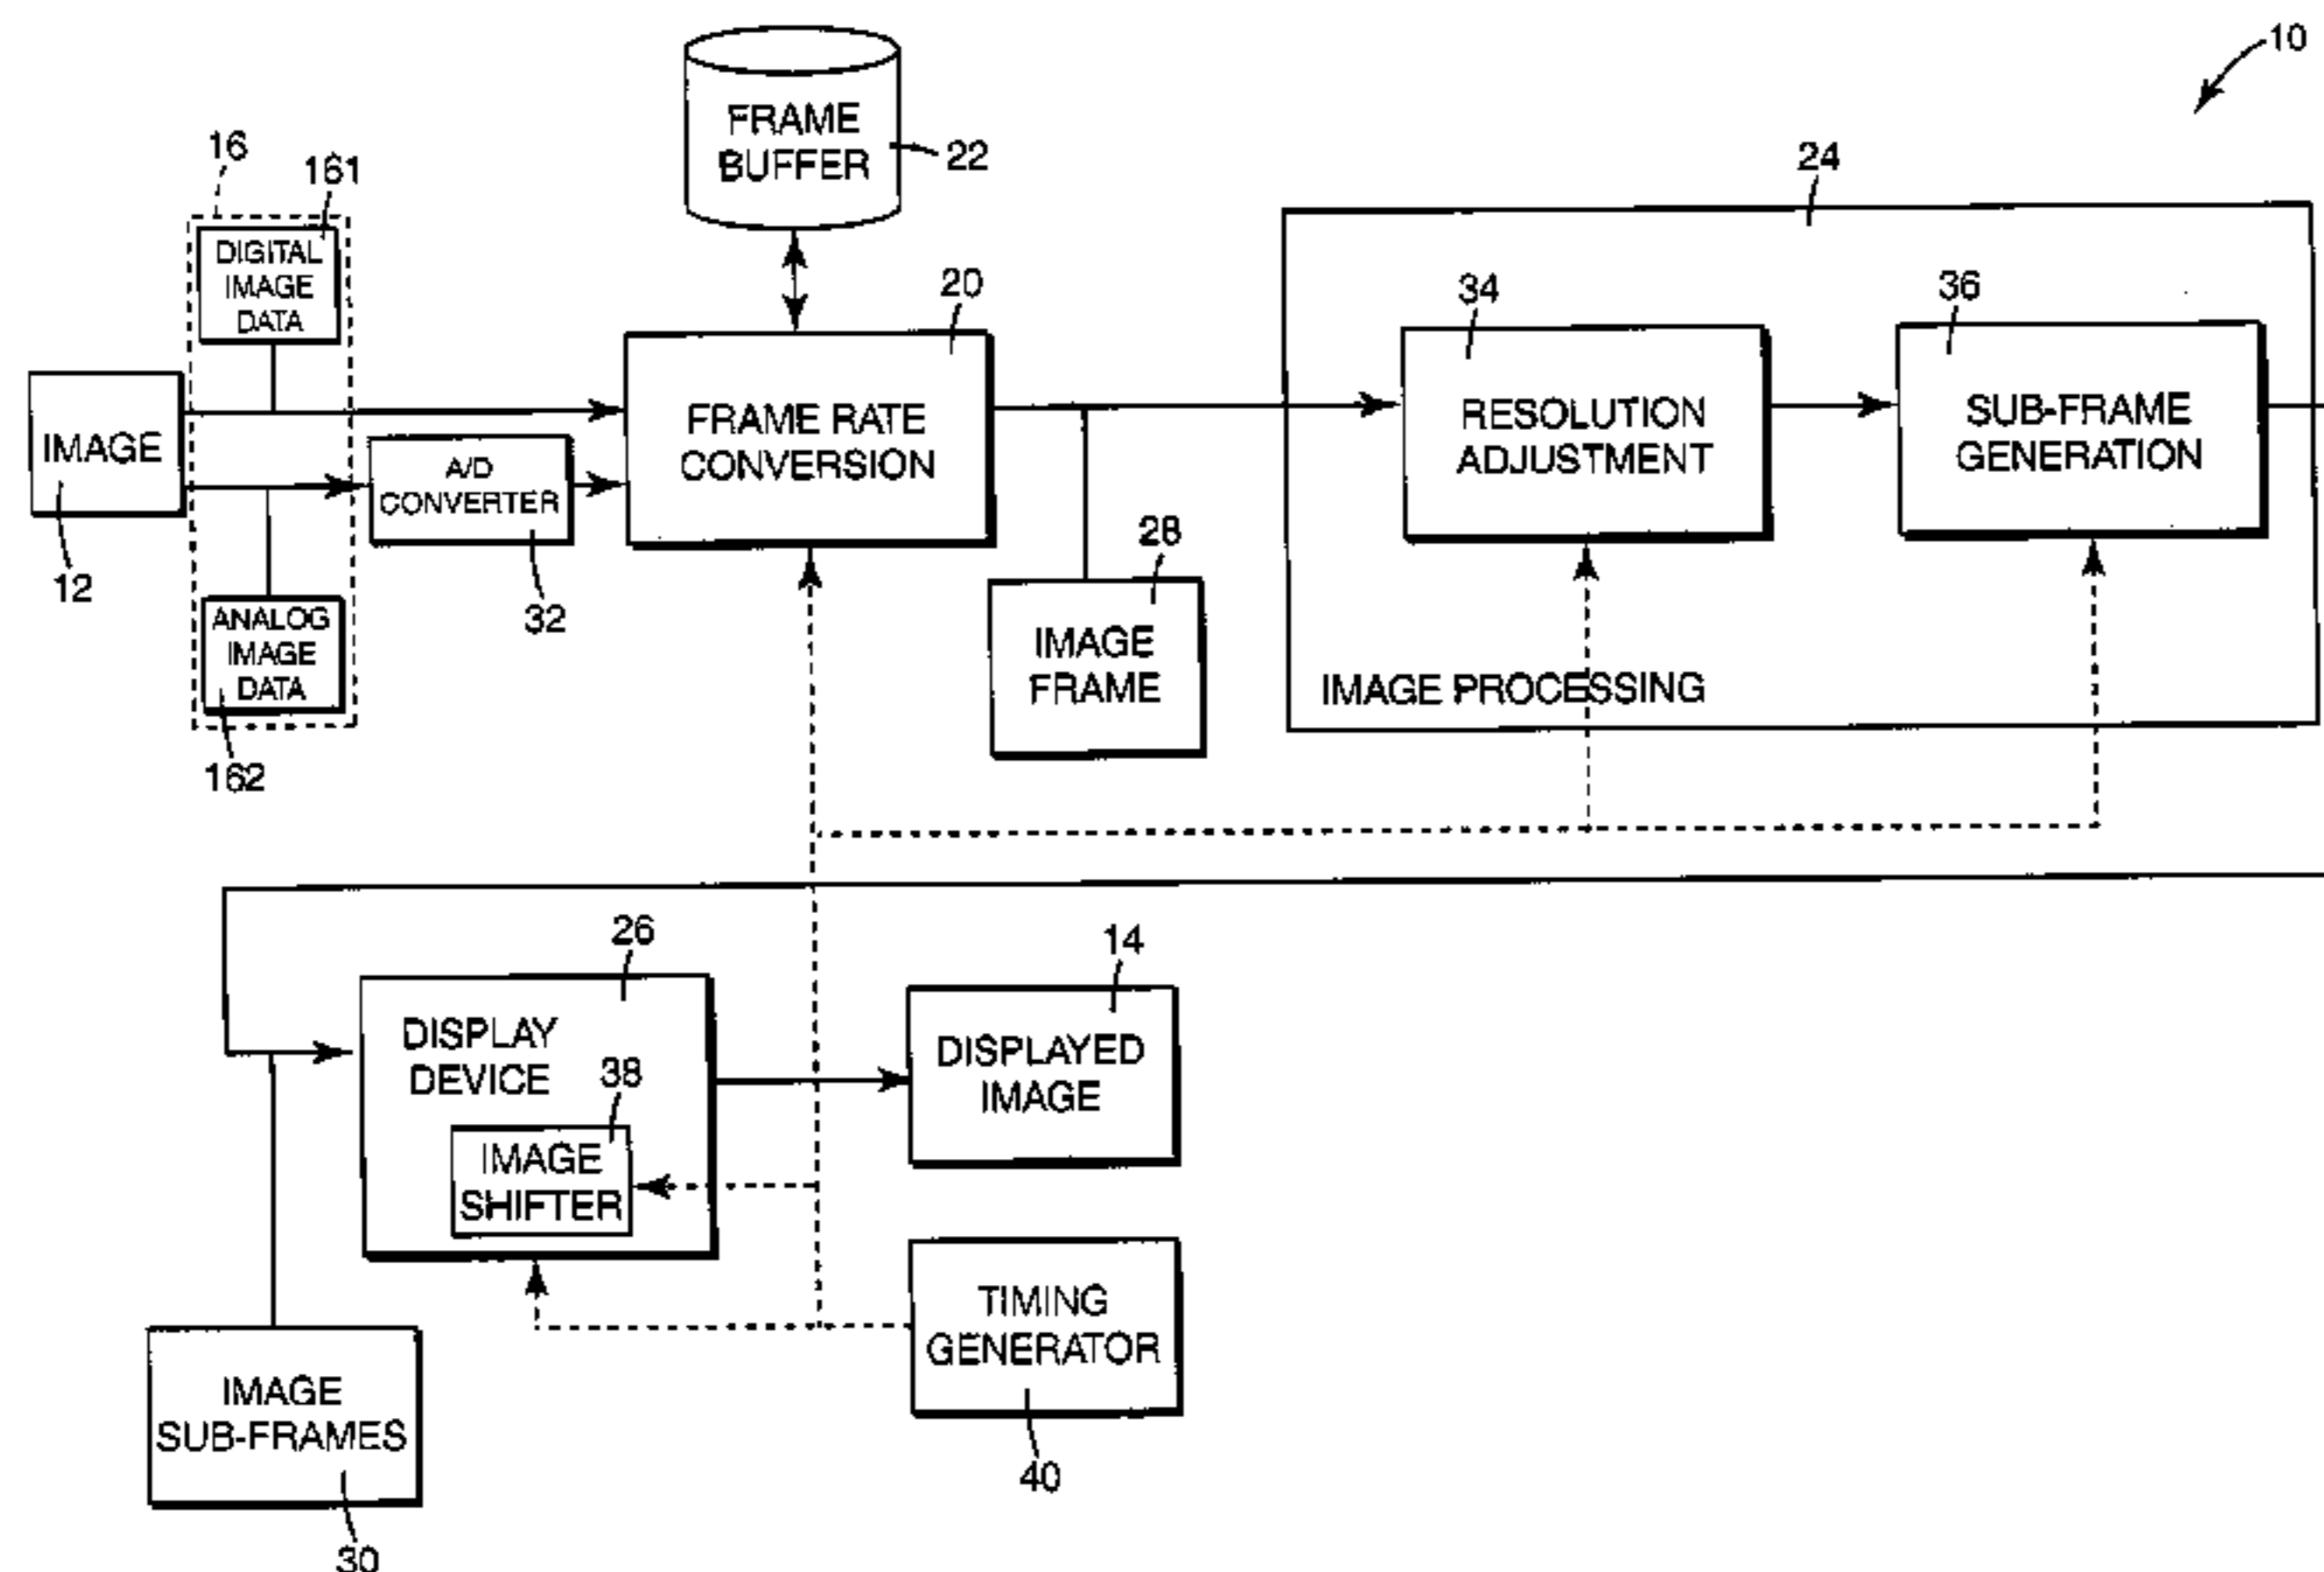 10
FRAME
BUFFER
22
16
161
24
DIGITAL
IMAGE
DATA
20
34
36
IMAGE
12
FRAME RATE
CONVERSION
RESOLUTION
ADJUSTMENT
SUB-FRAME
GENERATION
A/D
CONVERTER
32
28
ANALOG
IMAGE
DATA
162
IMAGE
FRAME
IMAGE PROCESSING
26
14
DISPLAY
DEVICE
38
IMAGE
SHIFTER
DISPLAYED
IMAGE
TIMING
GENERATOR
40
IMAGE
SUB-FRAMES
30